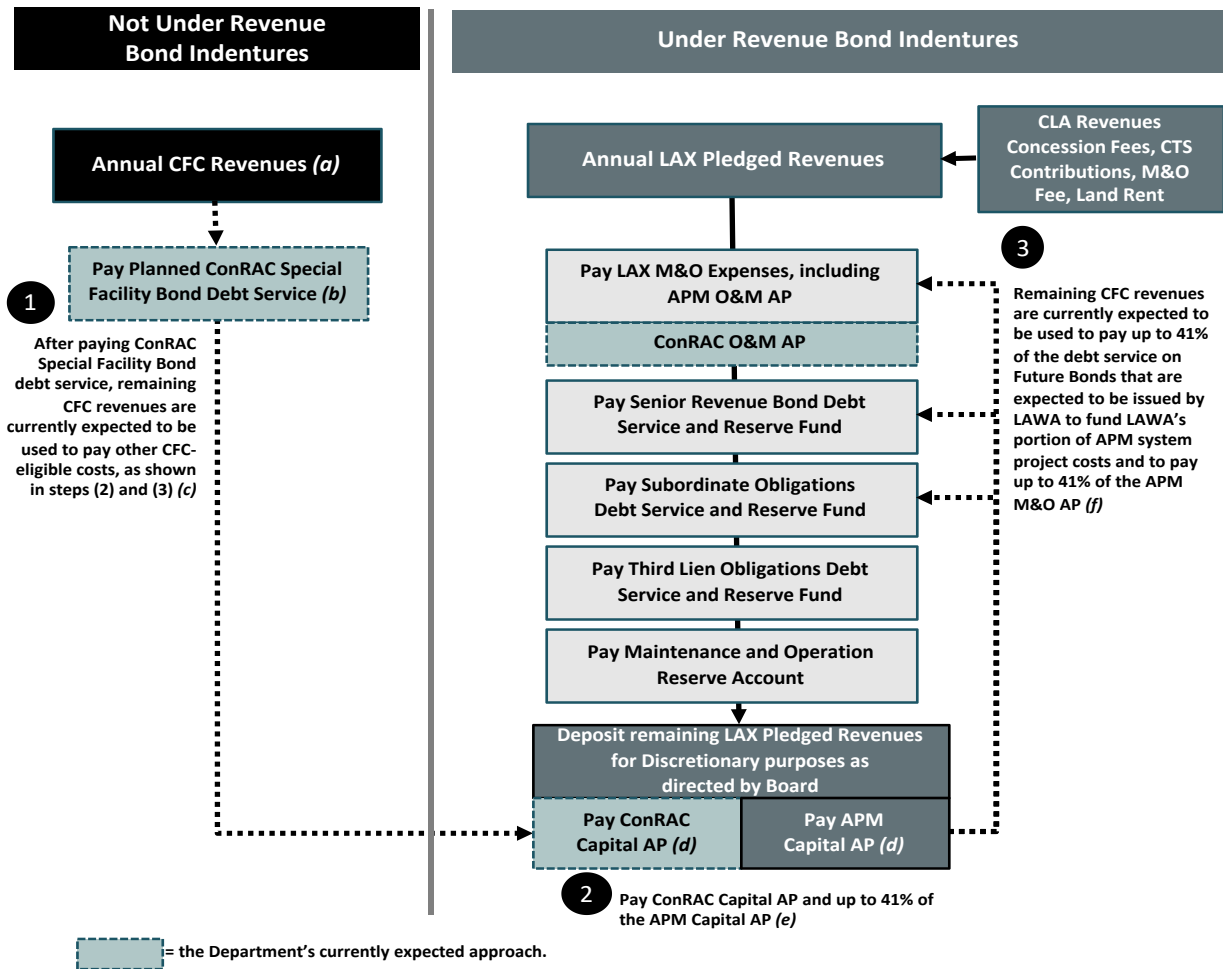 Not Under Revenue
Bond Indentures
Under Revenue Bond Indentures
Annual CFC Revenues (a)
Pay Planned ConRAC Special
Facility Bond Debt Service (b)
1
After paying ConRAC
Special Facility Bond
debt service, remaining
CFC revenues are
currently expected to be
used to pay other CFC-
eligible costs, as shown
in steps (2) and (3) (c)
Annual LAX Pledged Revenues
CLA Revenues
Concession Fees, CTS
Contributions, M&O
Fee, Land Rent
Pay LAX M&O Expenses, including
APM O&M AP
ConRAC O&M AP
Pay Senior Revenue Bond Debt
Service and Reserve Fund
Pay Subordinate Obligations
Debt Service and Reserve Fund
Pay Third Lien Obligations Debt
Service and Reserve Fund
Pay Maintenance and Operation
Reserve Account
Deposit remaining LAX Pledged Revenues
for Discretionary purposes as
directed by Board
Pay ConRAC
Capital AP (d)
Pay APM
Capital AP (d)
2
Pay ConRAC Capital AP and up to 41% of
the APM Capital AP (e)
3
Remaining CFC revenues
are currently expected to
be used to pay up to 41%
of the debt service on
Future Bonds that are
expected to be issued by
LAWA to fund LAWA's
portion of APM system
project costs and to pay
up to 41% of the APM
M&O AP (f)
= the Department's currently expected approach.